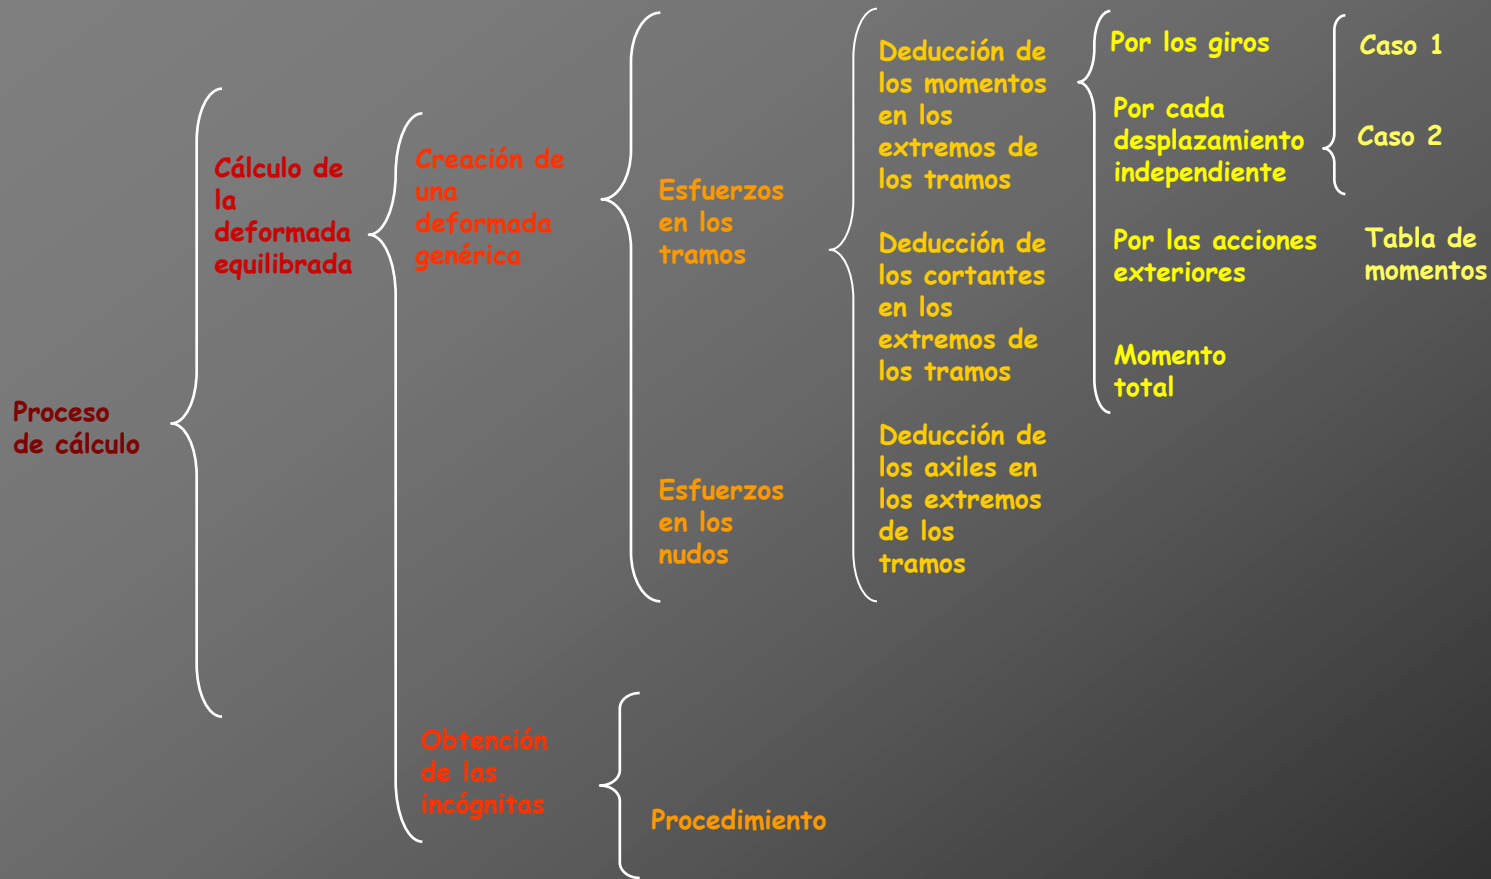 Proceso
de cálculo
Cálculo de
la
deformada
equilibrada
Creación de
una
deformada
genérica
Esfuerzos
en los
tramos
Deducción de
los momentos
en los
extremos de
los tramos
Por los giros
Por cada
desplazamiento
independiente
Caso 1
Caso 2
Por las acciones
exteriores
Tabla de
momentos
Momento
total
Deducción de
los cortantes
en los
extremos de
los tramos
Deducción de
los axiles en
los extremos
de los
tramos
Esfuerzos
en los
nudos
Obtención
de las
incógnitas
Procedimiento